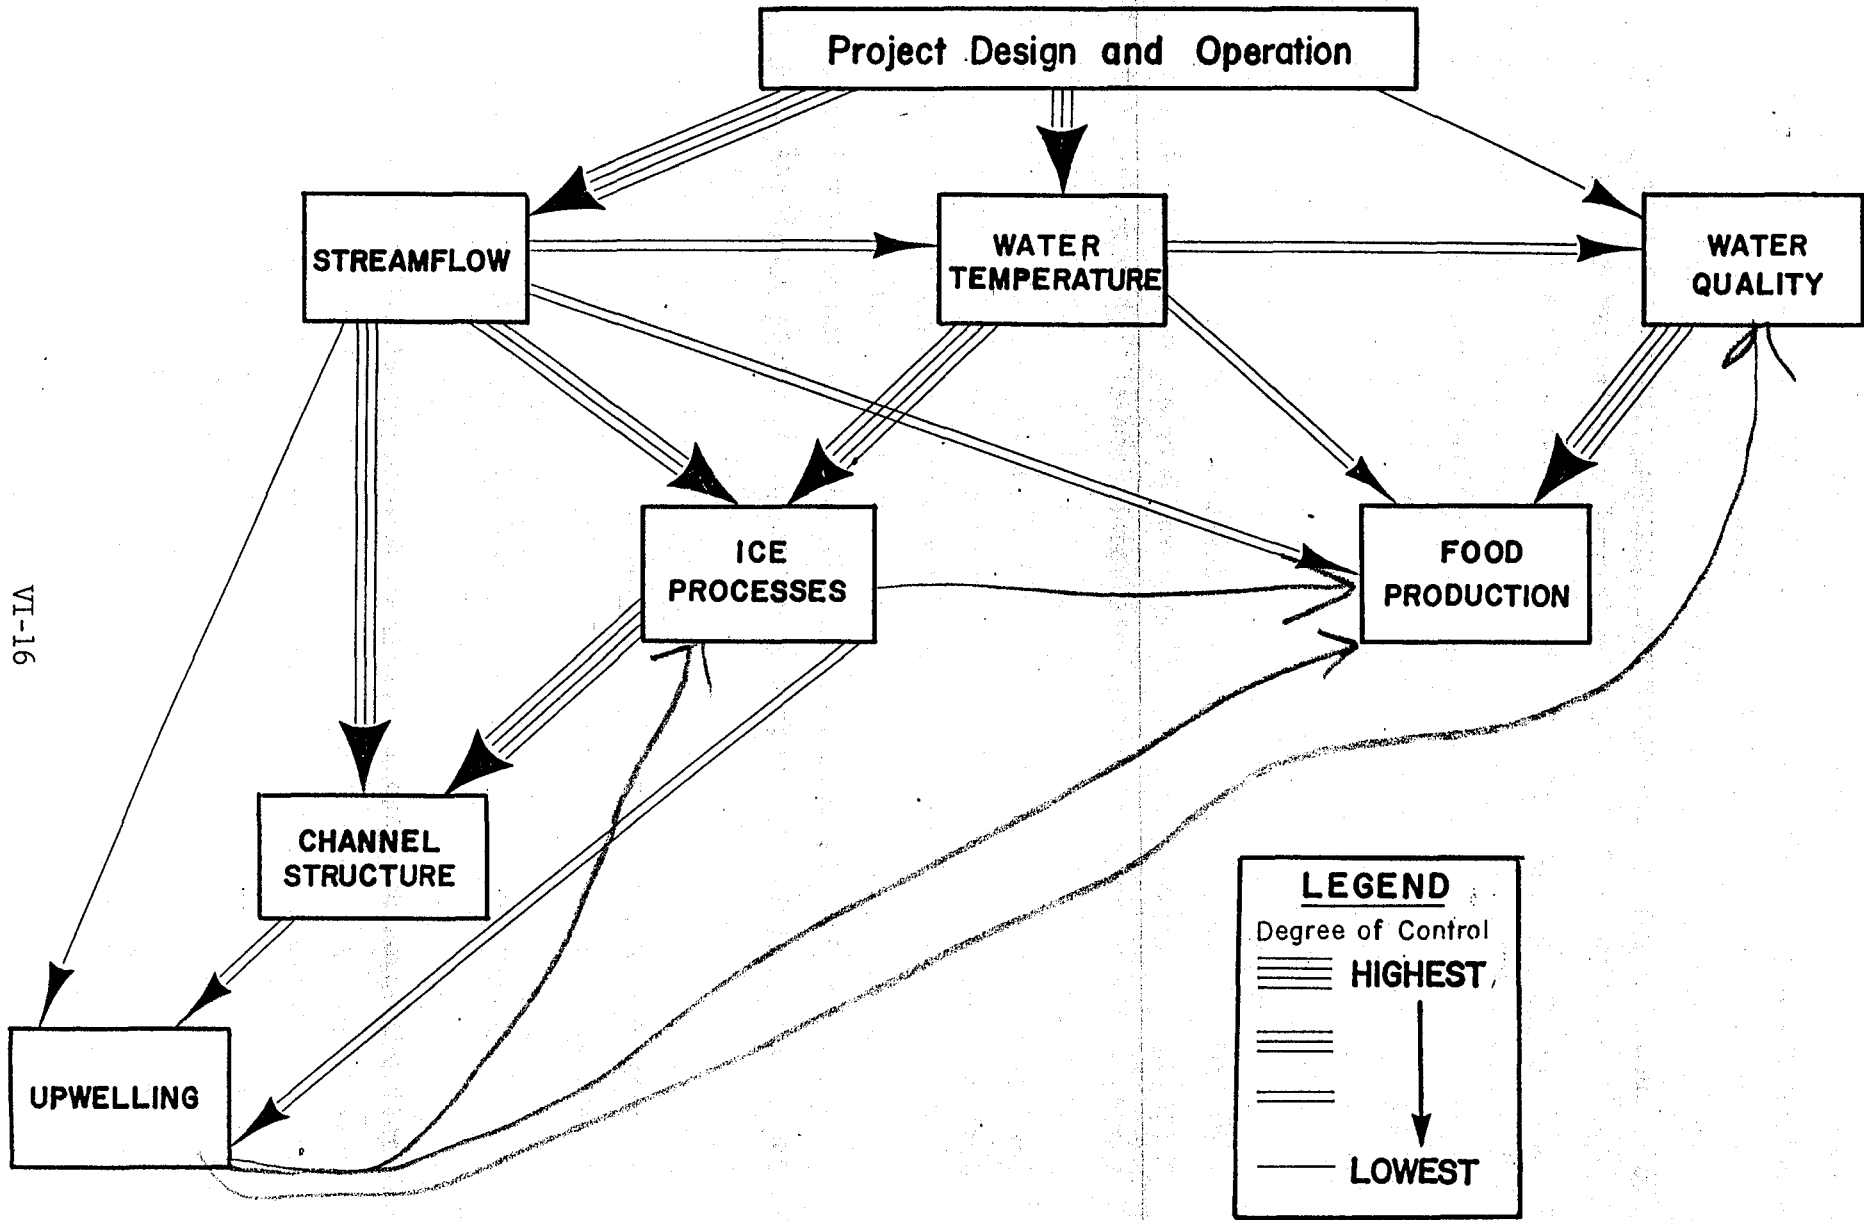 Project Design and Operation
STREAMFLOW
WATER
TEMPERATURE
WATER
QUALITY
ICE
PROCESSES
FOOD
PRODUCTION
VI-16
CHANNEL
STRUCTURE
UPWELLING
LEGEND
Degree of Control
HIGHEST
LOWEST